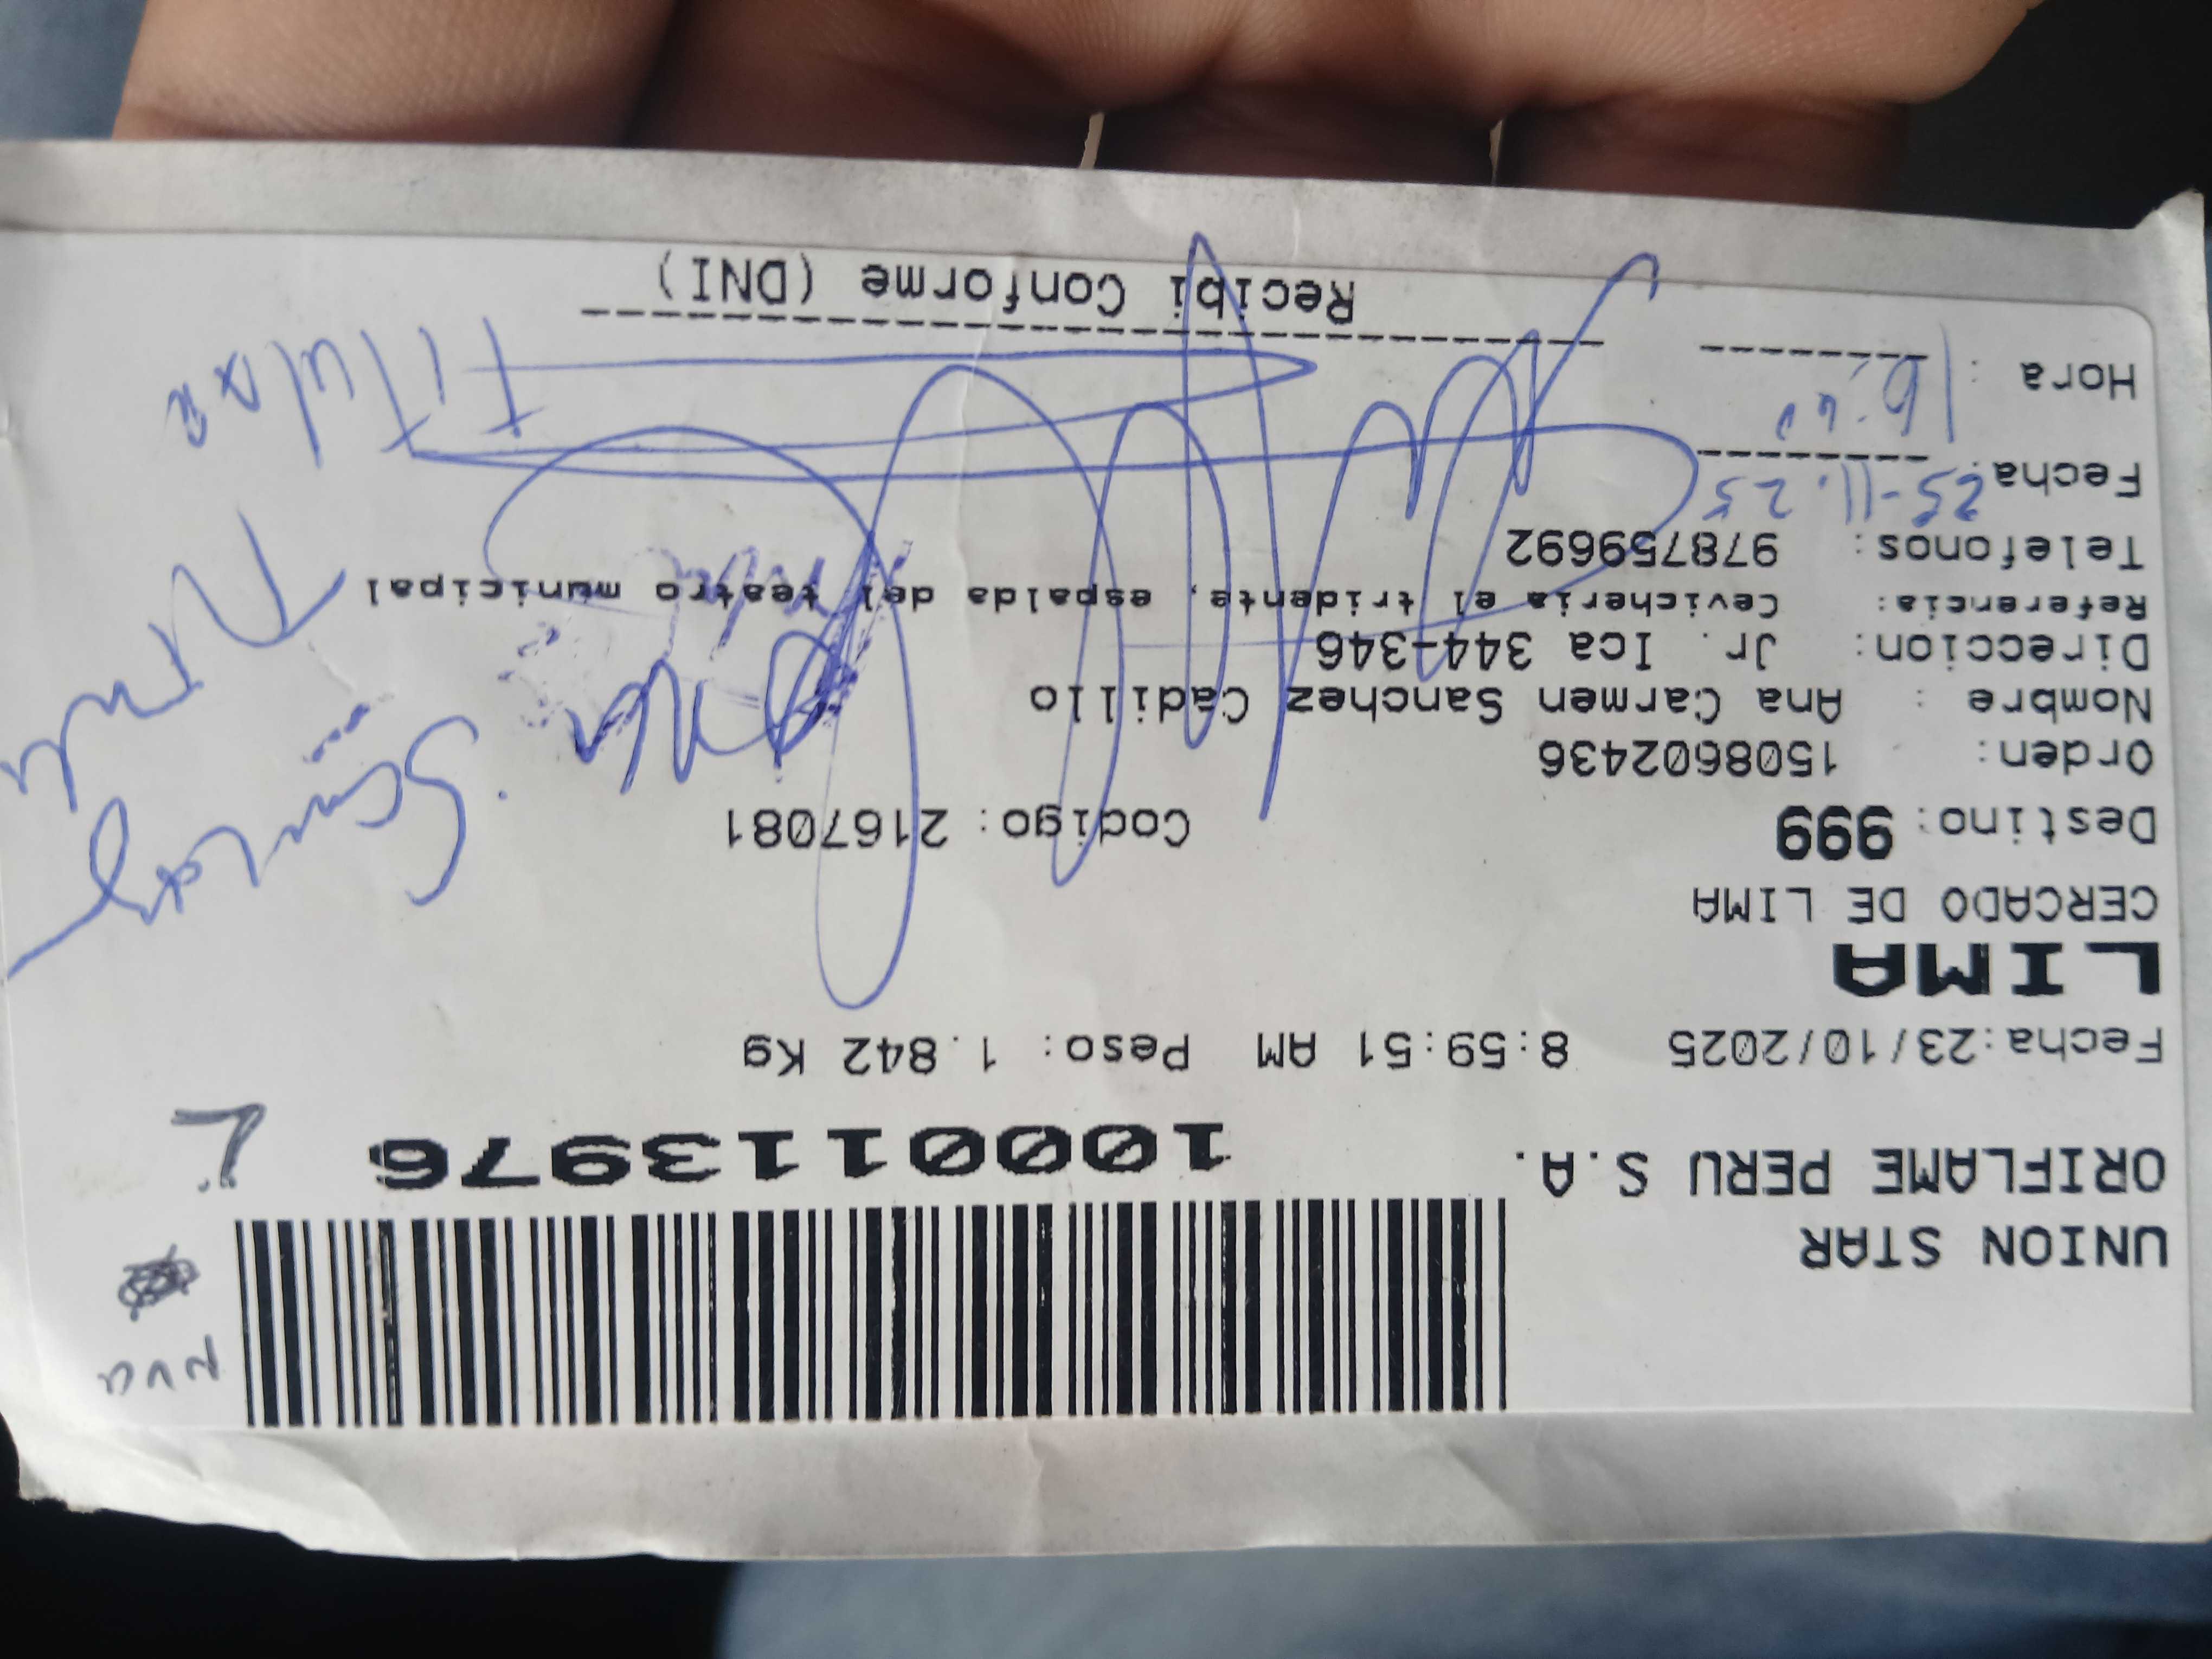 UNION STAR
ORIFLAME PERU S.A.
1000113976
Fecha:23/10/2025 8:59:51 AM Peso: 1.842 Kg
LIMA
CERCADO DE LIMA
Destino: 999 Codigo: 2167081
Orden: 1508602436
Nombre : Ana Carmen Sanchez Cadillo
Direccion: Jr. Ica 344-346
Referencia: Cevicheria el tridente, espalda del teatro municipal
Telefonos: 978759692
Fecha: 25-11.25
Hora : 16:40
Titular
Recibi Conforme (DNI)